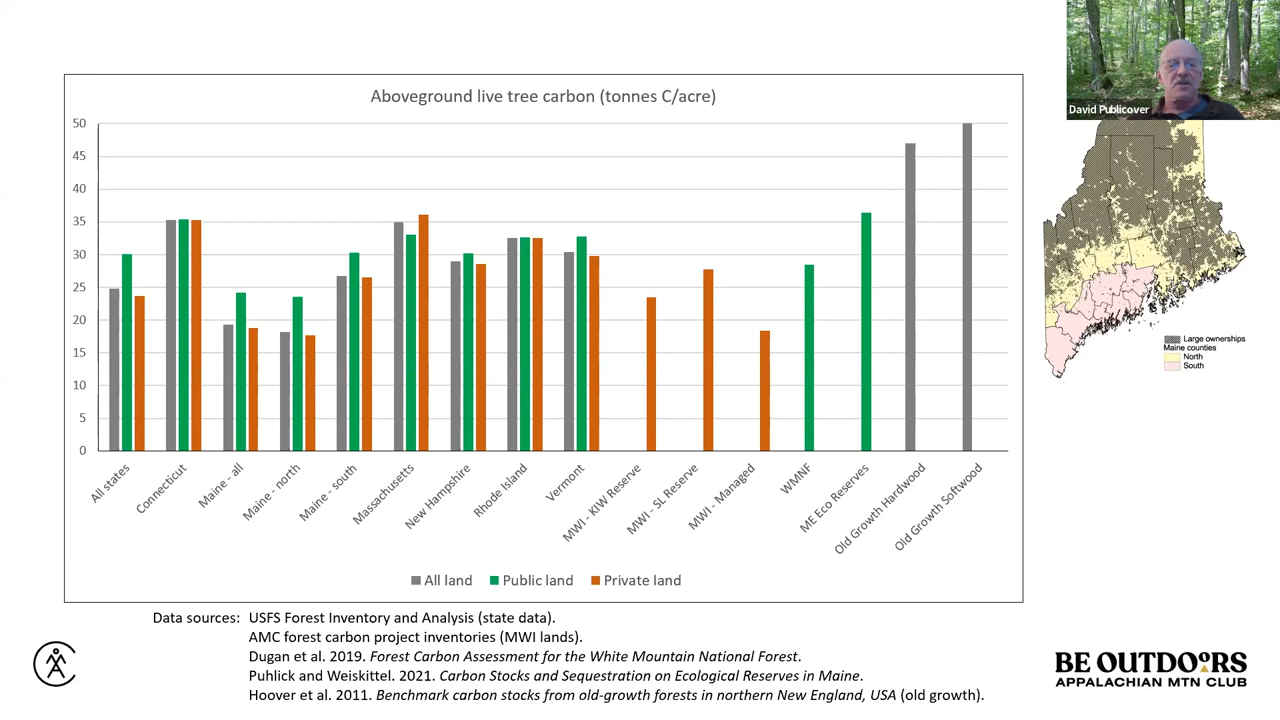 David Publicover
Aboveground live tree carbon (tonnes C/acre)
50
45
40
35
30
25
20
15
10
5
0
All states
Connecticut
Maine - all
Maine - north
Maine - south
Massachusetts
New Hampshire
Rhode Island
Vermont
MWI - KIW Reserve
MWI - SL Reserve
MWI - Managed
WMNF
ME Eco Reserves
Old Growth Hardwood
Old Growth Softwood
All land Public land Private land
Large ownerships
Maine counties
North
South
Data sources: USFS Forest Inventory and Analysis (state data).
AMC forest carbon project inventories (MWI lands).
Dugan et al. 2019. Forest Carbon Assessment for the White Mountain National Forest.
Puhlick and Weiskittel. 2021. Carbon Stocks and Sequestration on Ecological Reserves in Maine.
Hoover et al. 2011. Benchmark carbon stocks from old-growth forests in northern New England, USA (old growth).
BE OUTDOORS
APPALACHIAN MTN CLUB